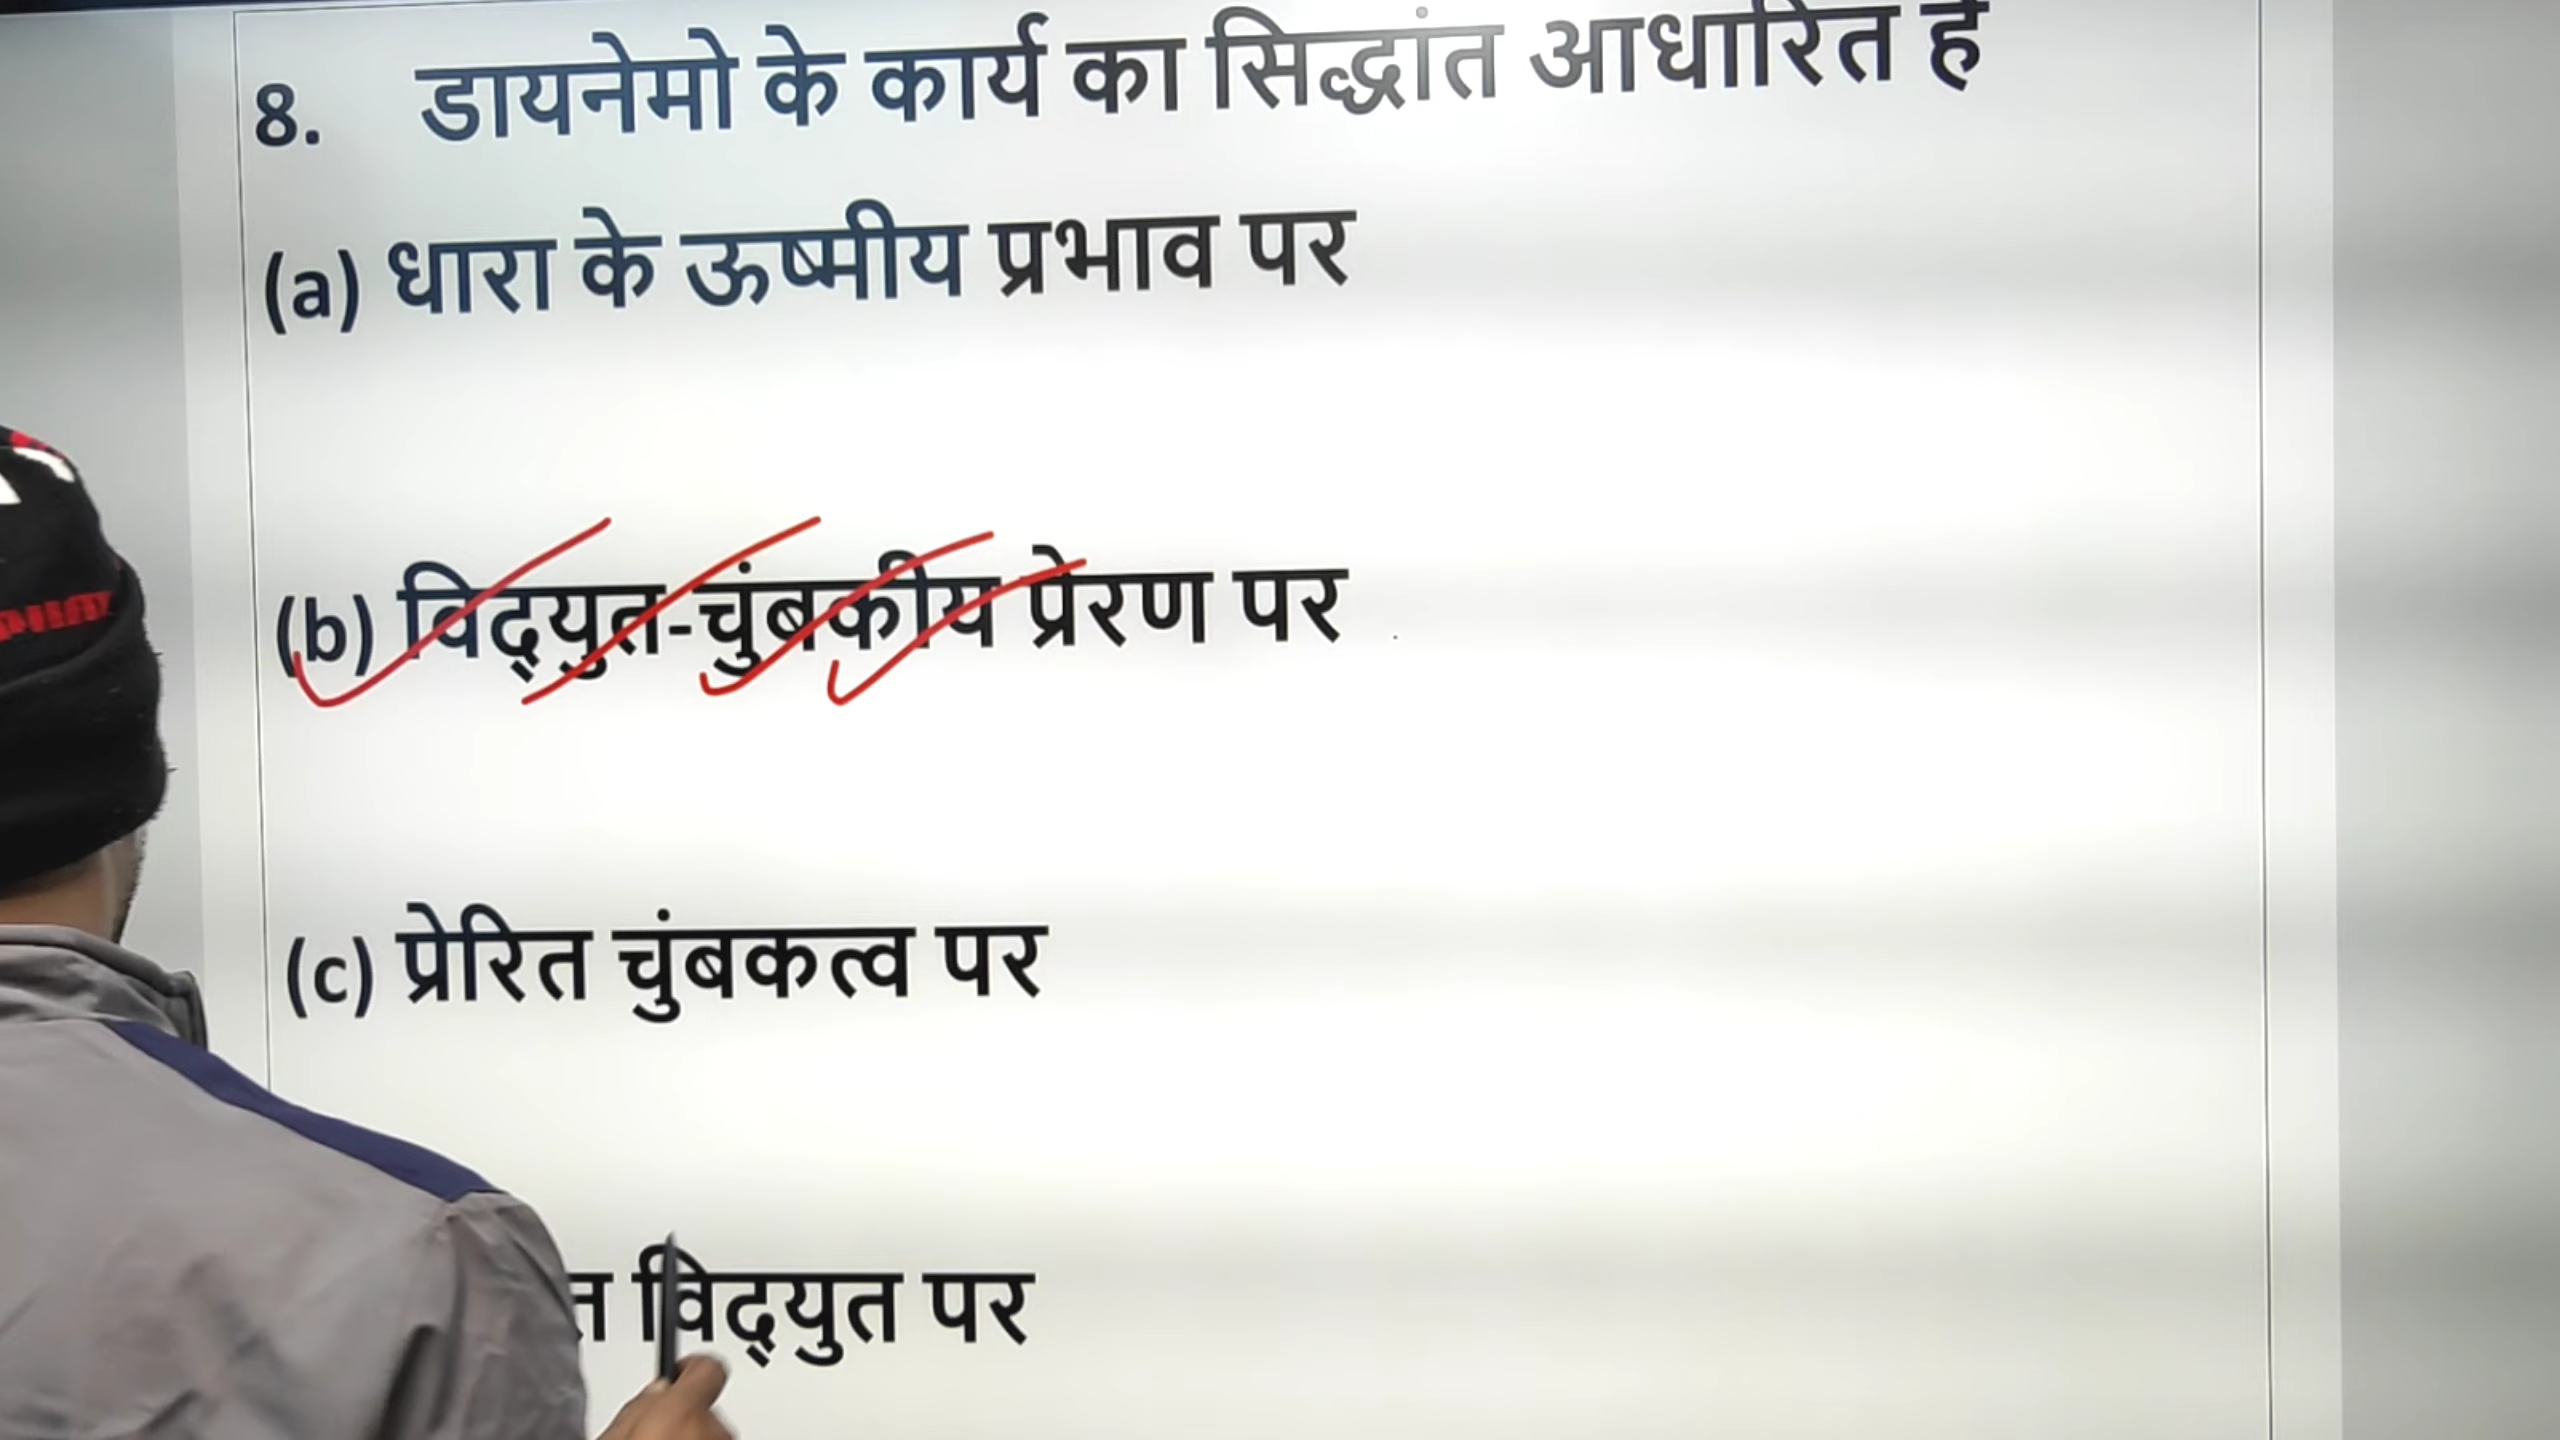 8. डायनेमो के कार्य का सिद्धांत आधारित है
(a) धारा के ऊष्मीय प्रभाव पर
(b) विद्युत-चुंबकीय प्रेरण पर
(c) प्रेरित चुंबकत्व पर
विद्युत पर